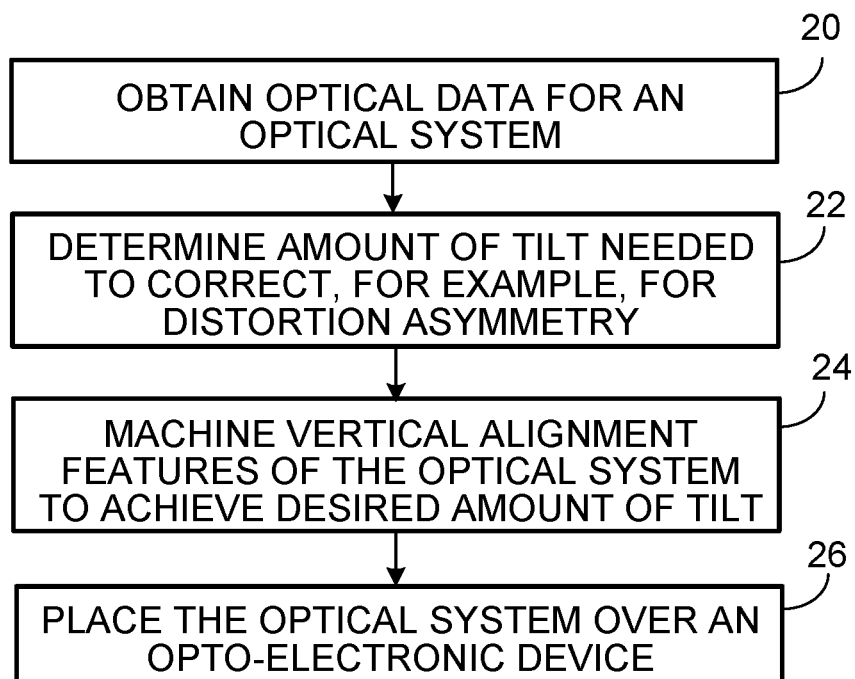 20
OBTAIN OPTICAL DATA FOR AN
OPTICAL SYSTEM
22
DETERMINE AMOUNT OF TILT NEEDED
TO CORRECT, FOR EXAMPLE, FOR
DISTORTION ASYMMETRY
24
MACHINE VERTICAL ALIGNMENT
FEATURES OF THE OPTICAL SYSTEM
TO ACHIEVE DESIRED AMOUNT OF TILT
26
PLACE THE OPTICAL SYSTEM OVER AN
OPTO-ELECTRONIC DEVICE